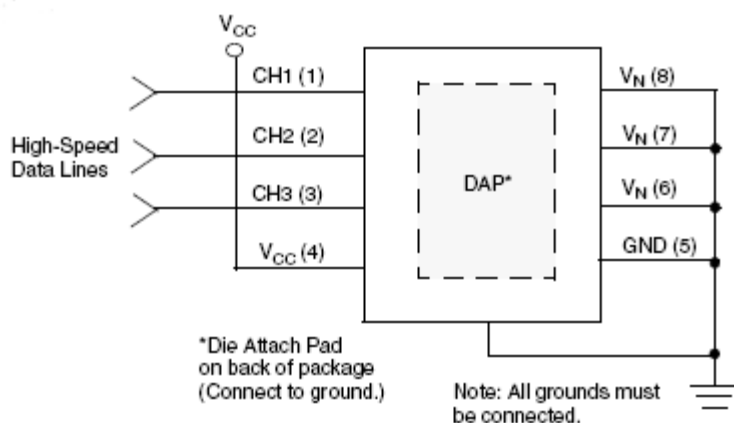 VCC
CH1 (1)
CH2 (2)
CH3 (3)
VCC (4)
High-Speed
Data Lines
DAP*
VN (8)
VN (7)
VN (6)
GND (5)
*Die Attach Pad
on back of package
(Connect to ground.)
Note: All grounds must
be connected.